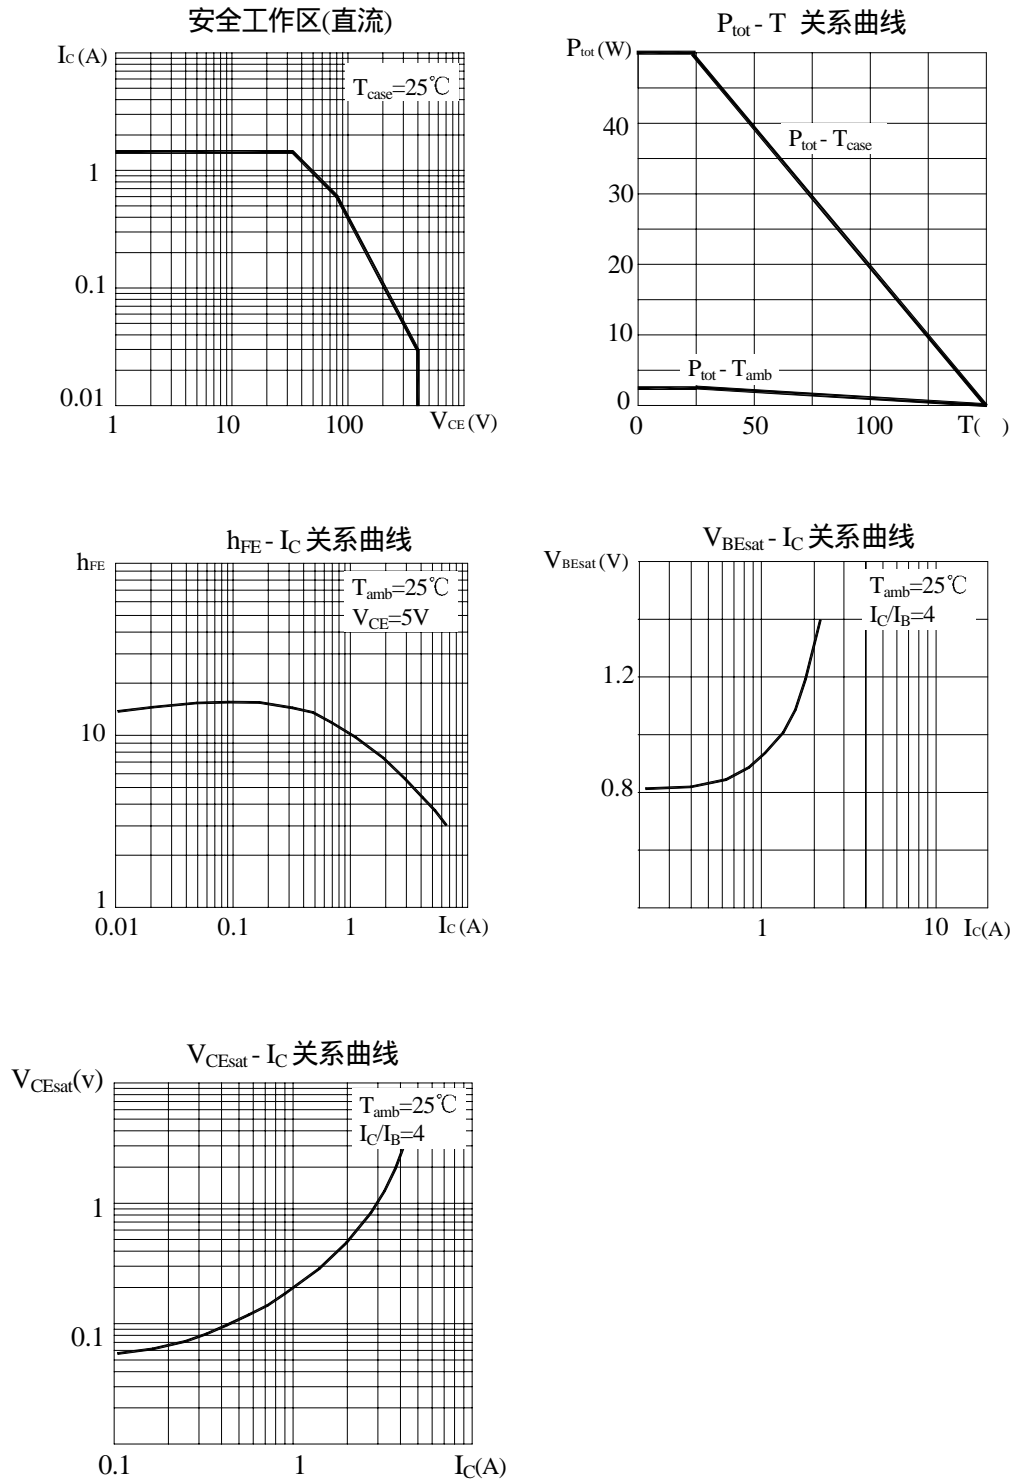 安全工作区(直流)
IC (A)
Tcase=25℃
1
0.1
0.01
1
10
100
VCE (V)
Ptot - T 关系曲线
Ptot (W)
40
30
20
10
0
Ptot - Tcase
Ptot - Tamb
0
50
100
T( )
hFE - IC 关系曲线
hFE
Tamb=25℃
VCE=5V
10
1
0.01
0.1
1
IC (A)
VBEsat - IC 关系曲线
VBEsat (V)
Tamb=25℃
IC/IB=4
1.2
0.8
1
10
IC(A)
VCEsat - IC 关系曲线
VCEsat(v)
Tamb=25℃
IC/IB=4
1
0.1
0.1
1
IC(A)